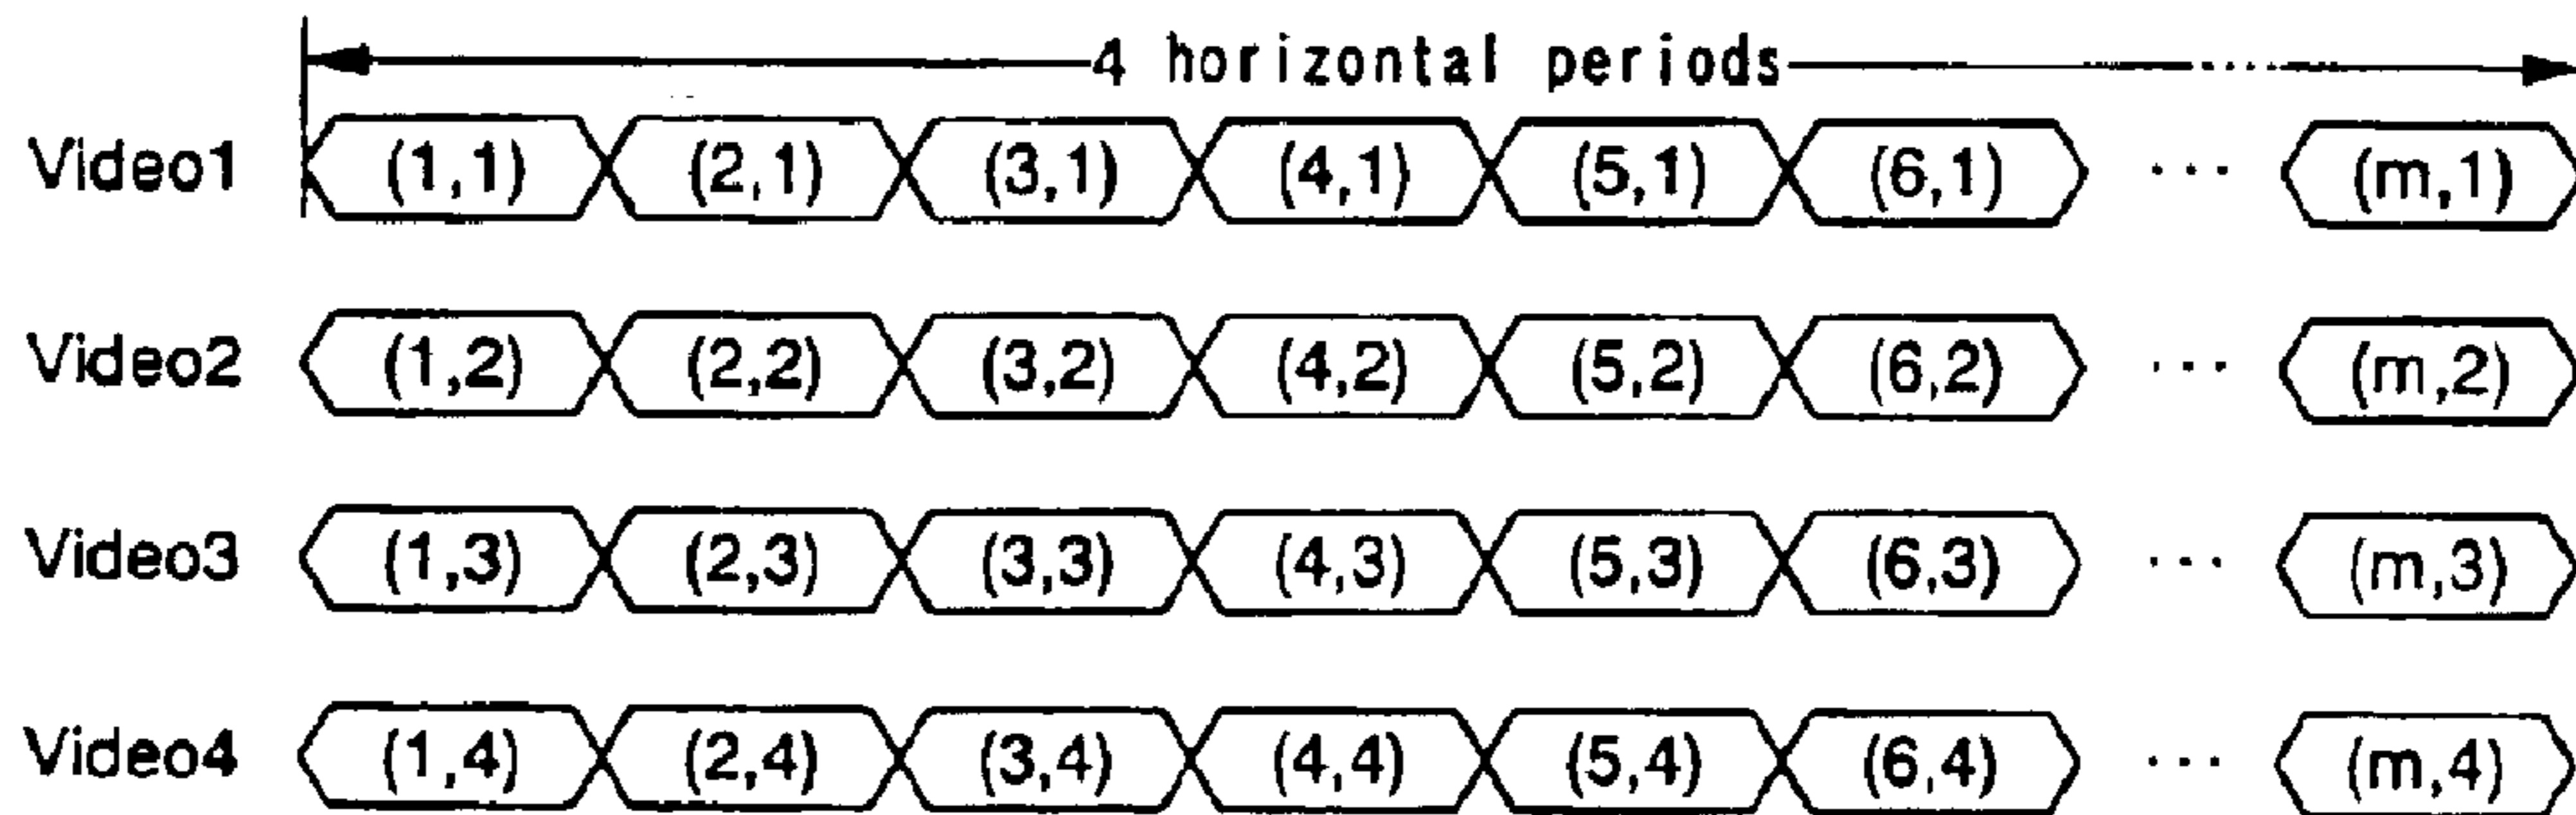 4 horizontal periods
Video1 (1,1) (2,1) (3,1) (4,1) (5,1) (6,1) ... (m,1)
Video2 (1,2) (2,2) (3,2) (4,2) (5,2) (6,2) ... (m,2)
Video3 (1,3) (2,3) (3,3) (4,3) (5,3) (6,3) ... (m,3)
Video4 (1,4) (2,4) (3,4) (4,4) (5,4) (6,4) ... (m,4)